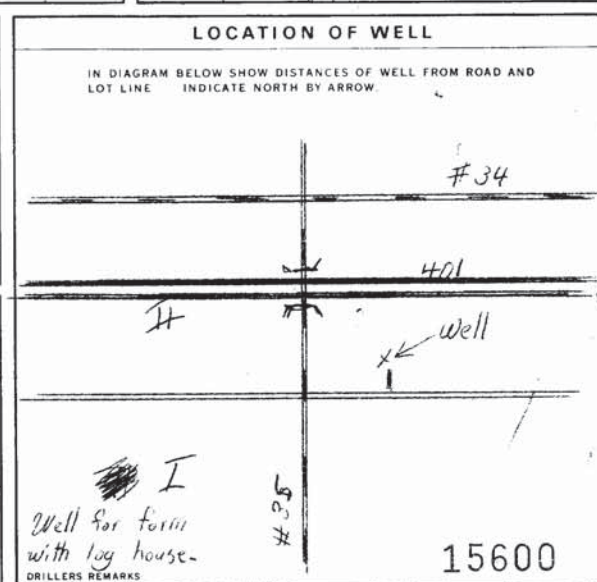 LOCATION OF WELL
IN DIAGRAM BELOW SHOW DISTANCES OF WELL FROM ROAD AND
LOT LINE INDICATE NORTH BY ARROW.
#34
401
II
Well
X
I
#35
Well for farm
with log house.
15600
DRILLERS REMARKS